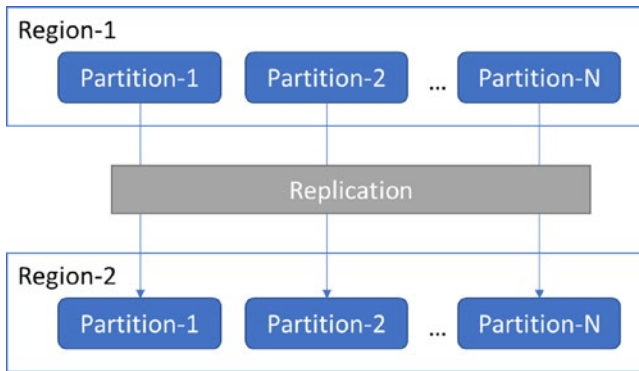 Region-1
Partition-1 Partition-2 ... Partition-N
Replication
Region-2
Partition-1 Partition-2 ... Partition-N